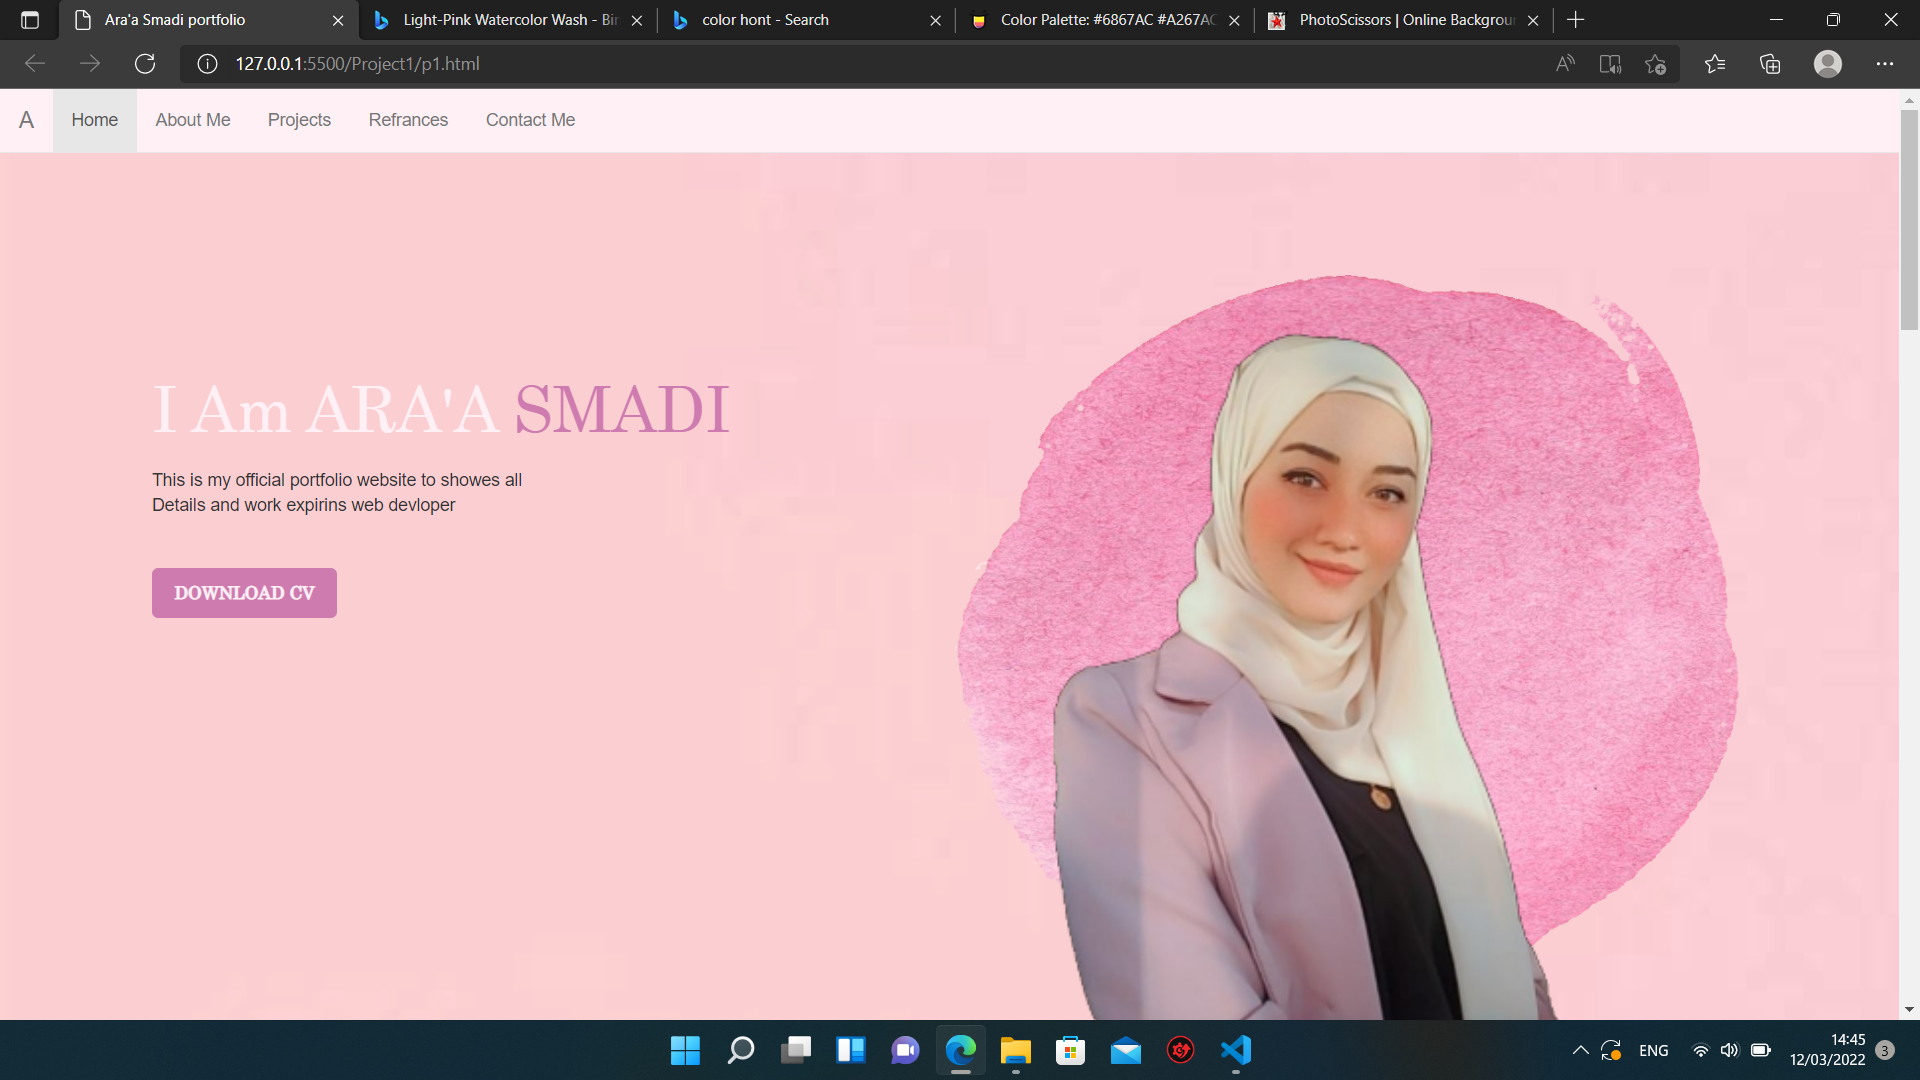 Ara'a Smadi portfolio
Light-Pink Watercolor Wash - Bin
color hont - Search
Color Palette: #6867AC #A267AC
PhotoScissors | Online Backgroun
127.0.0.1:5500/Project1/p1.html
A Home About Me Projects Refrances Contact Me
I Am ARA'A SMADI
This is my official portfolio website to showes all
Details and work expirins web devloper
DOWNLOAD CV
ENG
14:45
12/03/2022
3